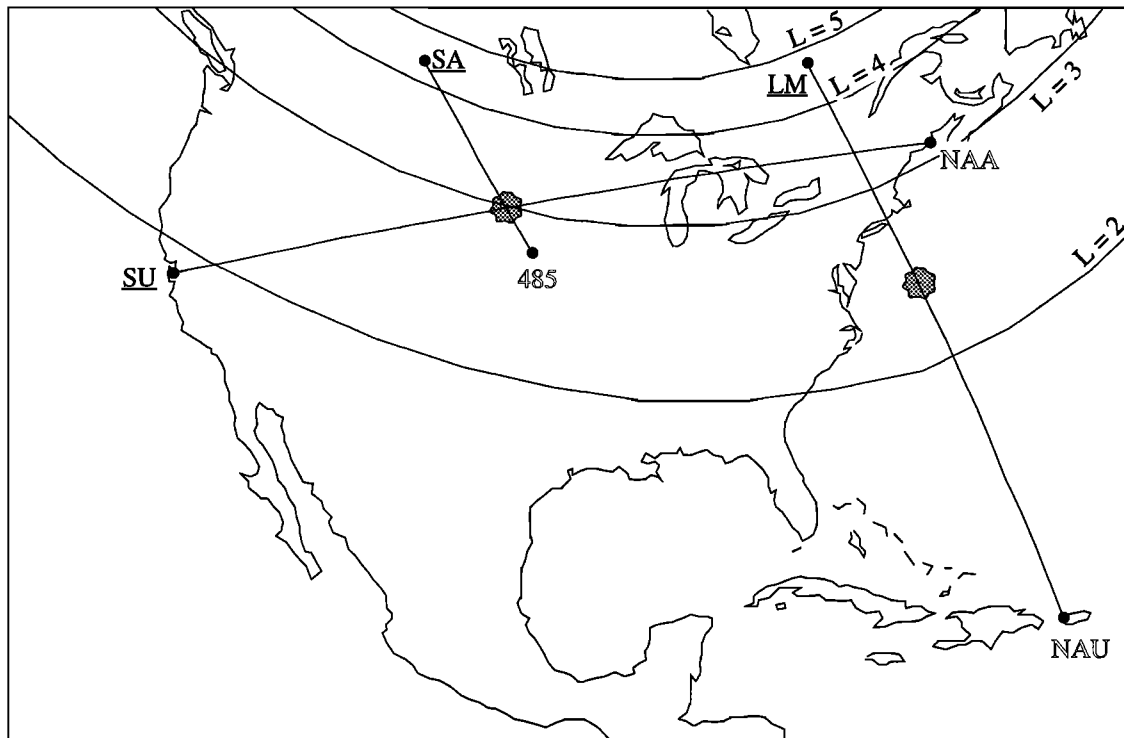 L = 5
SA
L = 4
LM
L = 3
NAA
L = 2
SU
485
NAU